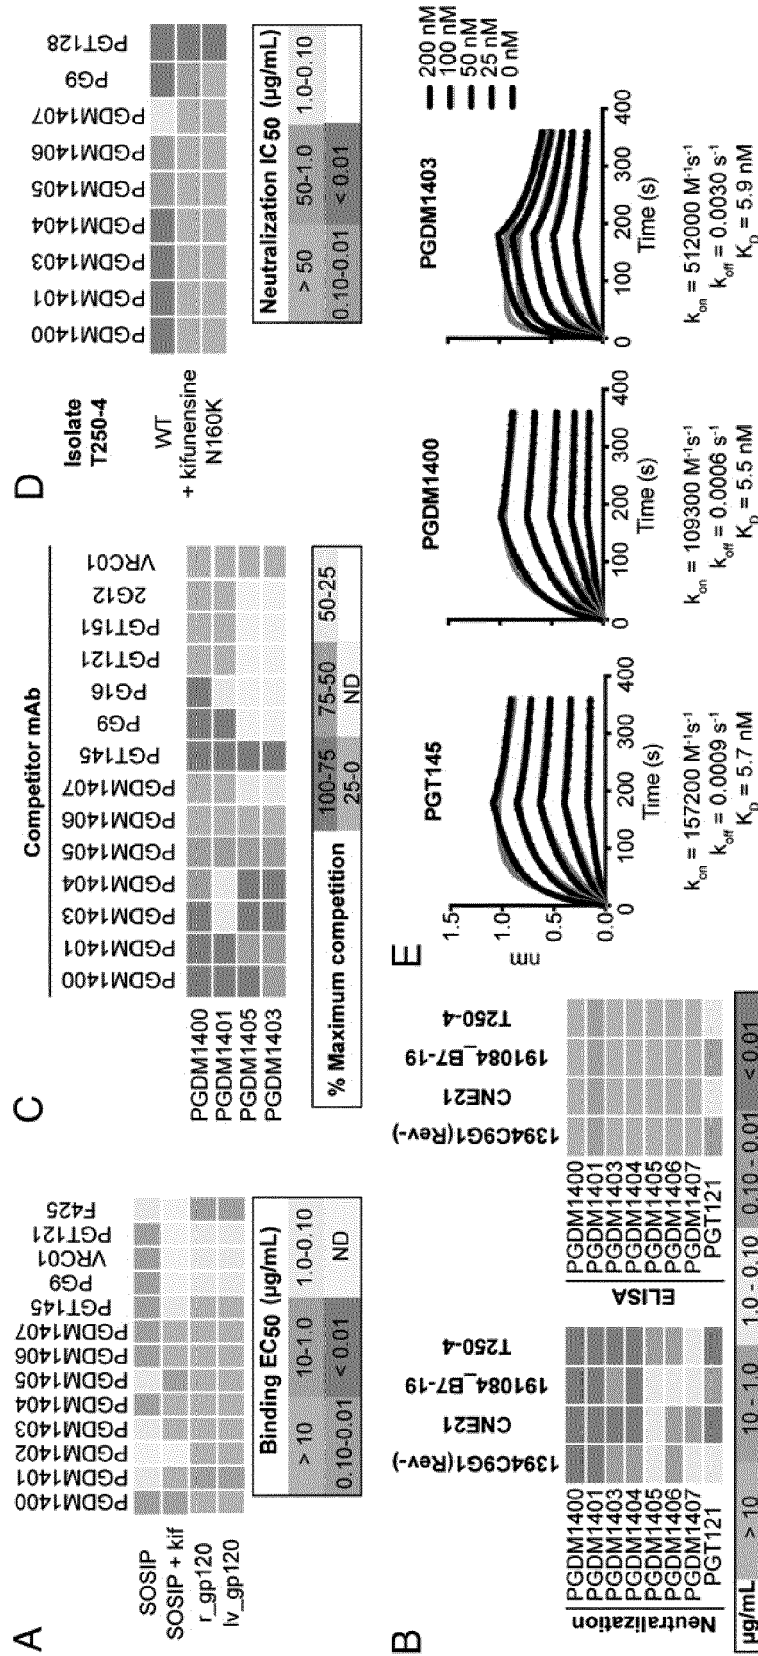 A
PGDM1400
PGDM1401
PGDM1402
PGDM1403
PGDM1404
PGDM1405
PGDM1406
PGDM1407
PGT145
PG9
VRC01
PGT121
F425
SOSIP
SOSIP + kif
r_gp120
lv_gp120
Binding EC50 (µg/mL)
> 10
10-1.0
1.0-0.10
0.10-0.01
< 0.01
ND
B
1394C9G1(Rev-)
CNE21
191084_B7-19
T250-4
Neutralization
PGDM1400
PGDM1401
PGDM1403
PGDM1404
PGDM1405
PGDM1406
PGDM1407
PGT121
1394C9G1(Rev-)
CNE21
191084_B7-19
T250-4
ELISA
PGDM1400
PGDM1401
PGDM1403
PGDM1404
PGDM1405
PGDM1406
PGDM1407
PGT121
µg/mL
> 10
10 - 1.0
1.0 - 0.10
0.10 - 0.01
< 0.01
C
Competitor mAb
PGDM1400
PGDM1401
PGDM1403
PGDM1404
PGDM1405
PGDM1406
PGDM1407
PGT145
PG9
PG16
PGT121
PGT151
2G12
VRC01
PGDM1400
PGDM1401
PGDM1405
PGDM1403
% Maximum competition
100-75
75-50
50-25
25-0
ND
D
Isolate
T250-4
PGDM1400
PGDM1401
PGDM1403
PGDM1404
PGDM1405
PGDM1406
PGDM1407
PG9
PGT128
WT
+ kifunensine
N160K
Neutralization IC50 (µg/mL)
> 50
50-1.0
1.0-0.10
0.10-0.01
< 0.01
E
PGT145
nm
1.5
1.0
0.5
0.0
0 100 200 300 400
Time (s)
kon = 157200 M-1s-1
koff = 0.0009 s-1
KD = 5.7 nM
PGDM1400
0 100 200 300 400
Time (s)
kon = 109300 M-1s-1
koff = 0.0006 s-1
KD = 5.5 nM
PGDM1403
0 100 200 300 400
Time (s)
kon = 512000 M-1s-1
koff = 0.0030 s-1
KD = 5.9 nM
200 nM
100 nM
50 nM
25 nM
0 nM